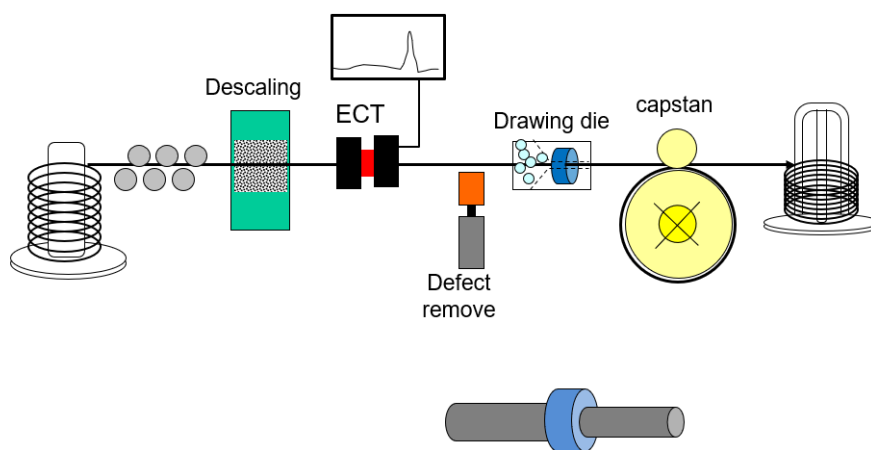 Descaling
ECT
Drawing die
capstan
Defect
remove